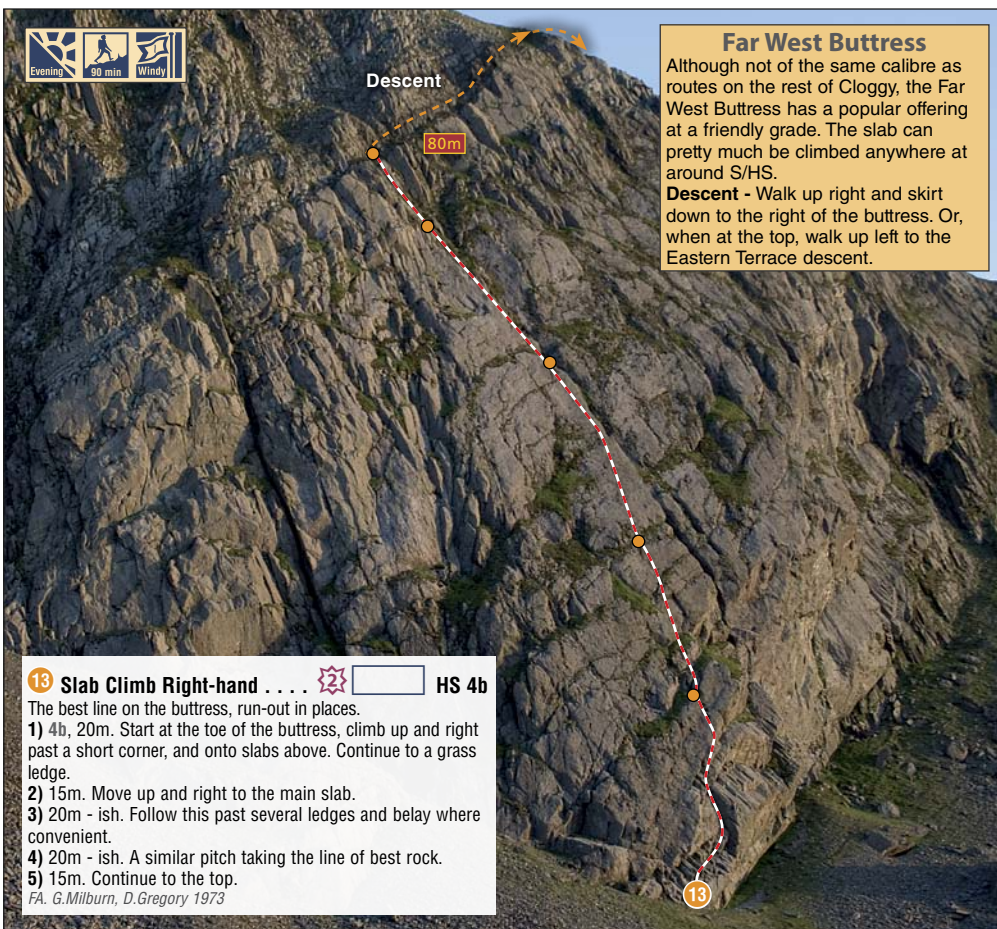 Evening
90 min
Windy
Descent
80m
Far West Buttress
Although not of the same calibre as
routes on the rest of Cloggy, the Far
West Buttress has a popular offering
at a friendly grade. The slab can
pretty much be climbed anywhere at
around S/HS.
Descent - Walk up right and skirt
down to the right of the buttress. Or,
when at the top, walk up left to the
Eastern Terrace descent.
13 Slab Climb Right-hand . . . . 2 HS 4b
The best line on the buttress, run-out in places.
1) 4b, 20m. Start at the toe of the buttress, climb up and right
past a short corner, and onto slabs above. Continue to a grass
ledge.
2) 15m. Move up and right to the main slab.
3) 20m - ish. Follow this past several ledges and belay where
convenient.
4) 20m - ish. A similar pitch taking the line of best rock.
5) 15m. Continue to the top.
FA. G.Milburn, D.Gregory 1973
13